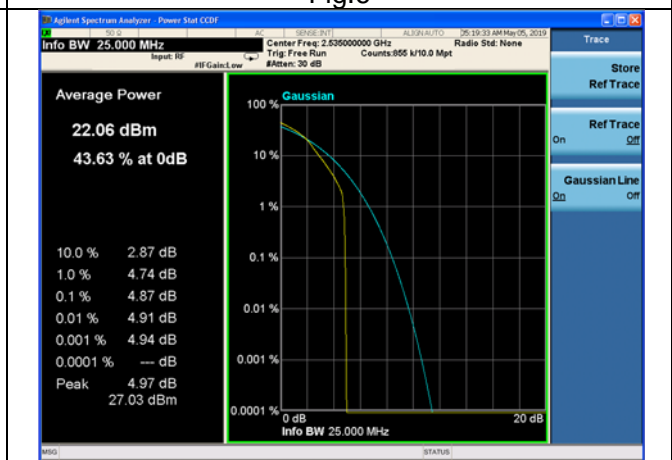 Agilent Spectrum Analyzer - Power Stat CCDF
50 Ω AC SENSE:INT ALIGN AUTO 05:19:33 AM May 05, 2019
Info BW 25.000 MHz
Input: RF
#IFGain:Low
Center Freq: 2.535000000 GHz Radio Std: None
Trig: Free Run Counts:855 k/10.0 Mpt
#Atten: 30 dB
Trace
Store
Ref Trace
Ref Trace
On Off
Gaussian Line
On Off
Average Power
22.06 dBm
43.63 % at 0dB
10.0 % 2.87 dB
1.0 % 4.74 dB
0.1 % 4.87 dB
0.01 % 4.91 dB
0.001 % 4.94 dB
0.0001 % --- dB
Peak 4.97 dB
27.03 dBm
Gaussian
100 %
10 %
1 %
0.1 %
0.01 %
0.001 %
0.0001 %
0 dB 20 dB
Info BW 25.000 MHz
MSG STATUS